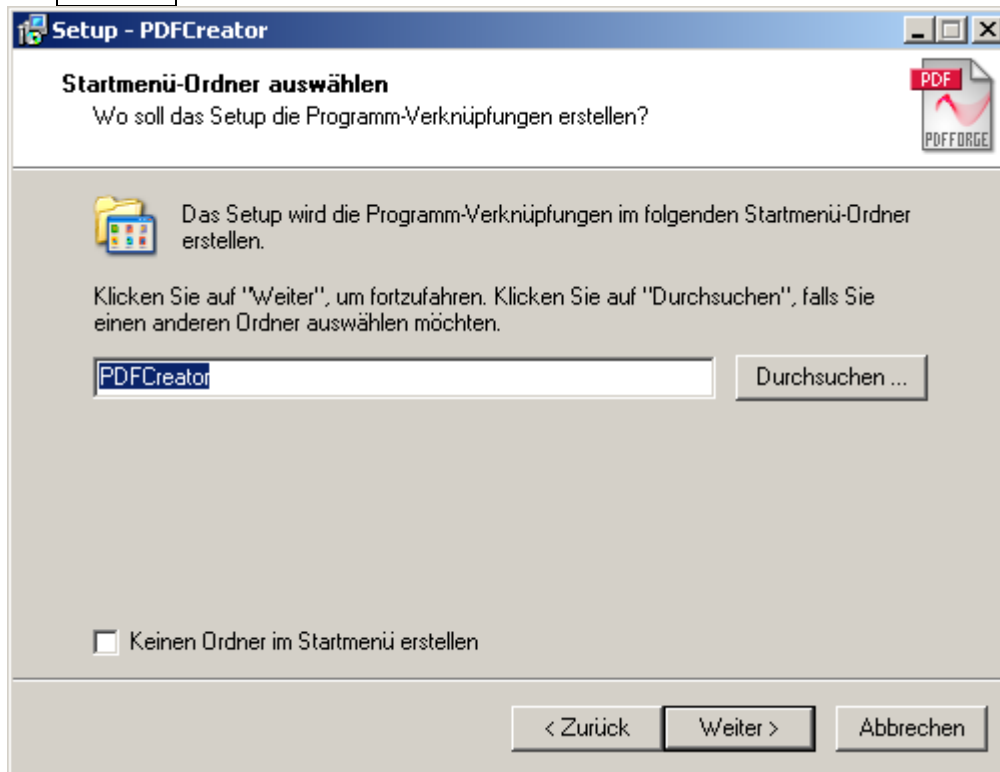 Setup - PDFCreator
Startmenü-Ordner auswählen
Wo soll das Setup die Programm-Verknüpfungen erstellen?
PDF
PDFFORGE
Das Setup wird die Programm-Verknüpfungen im folgenden Startmenü-Ordner
erstellen.
Klicken Sie auf "Weiter", um fortzufahren. Klicken Sie auf "Durchsuchen", falls Sie
einen anderen Ordner auswählen möchten.
PDFCreator
Durchsuchen ...
Keinen Ordner im Startmenü erstellen
< Zurück
Weiter >
Abbrechen